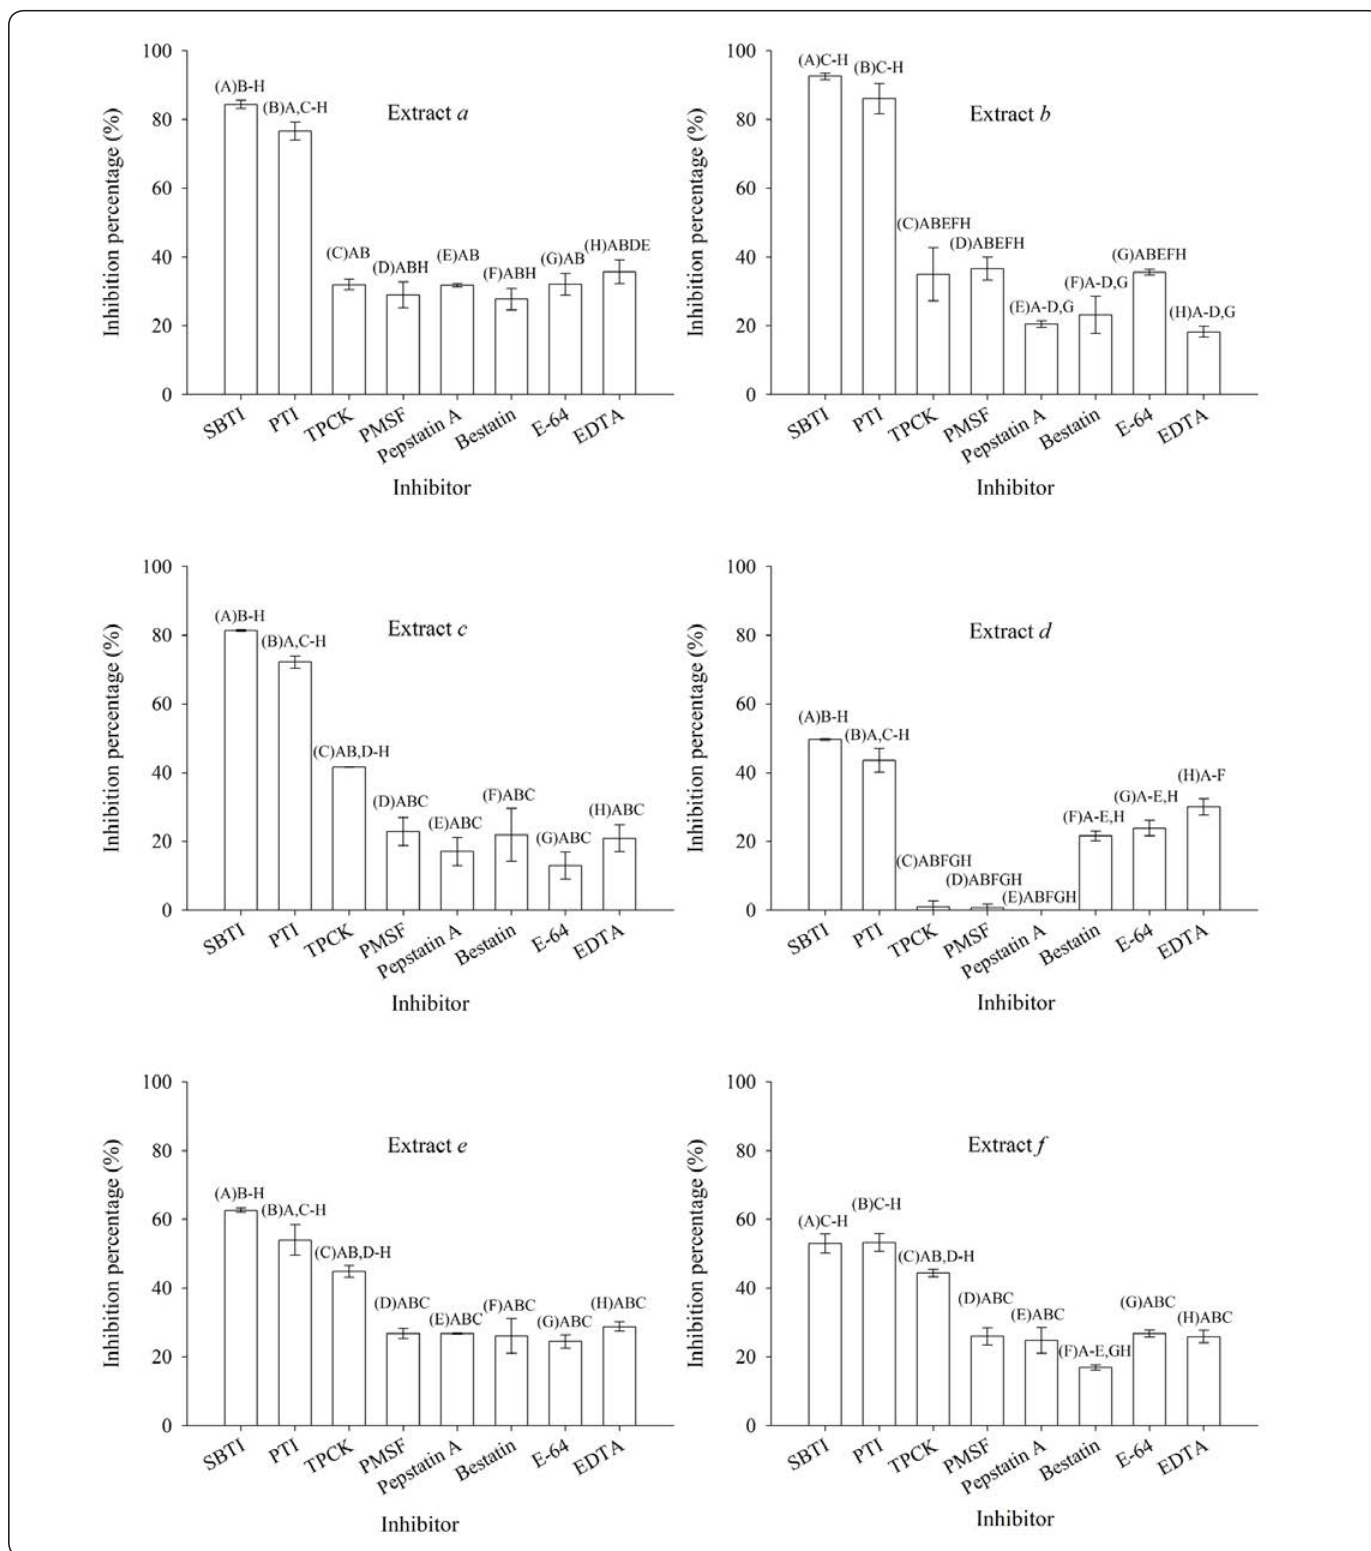 Extract a
Inhibition percentage (%)
100
80
60
40
20
0
(A)B-H
(B)A,C-H
(C)AB
(D)ABH
(E)AB
(F)ABH
(G)AB
(H)ABDE
SBTI
PTI
TPCK
PMSF
Pepstatin A
Bestatin
E-64
EDTA
Inhibitor
Extract b
Inhibition percentage (%)
100
80
60
40
20
0
(A)C-H
(B)C-H
(C)ABEFH
(D)ABEFH
(E)A-D,G
(F)A-D,G
(G)ABEFH
(H)A-D,G
SBTI
PTI
TPCK
PMSF
Pepstatin A
Bestatin
E-64
EDTA
Inhibitor
Extract c
Inhibition percentage (%)
100
80
60
40
20
0
(A)B-H
(B)A,C-H
(C)AB,D-H
(D)ABC
(E)ABC
(F)ABC
(G)ABC
(H)ABC
SBTI
PTI
TPCK
PMSF
Pepstatin A
Bestatin
E-64
EDTA
Inhibitor
Extract d
Inhibition percentage (%)
100
80
60
40
20
0
(A)B-H
(B)A,C-H
(C)ABFGH
(D)ABFGH
(E)ABFGH
(F)A-E,H
(G)A-E,H
(H)A-F
SBTI
PTI
TPCK
PMSF
Pepstatin A
Bestatin
E-64
EDTA
Inhibitor
Extract e
Inhibition percentage (%)
100
80
60
40
20
0
(A)B-H
(B)A,C-H
(C)AB,D-H
(D)ABC
(E)ABC
(F)ABC
(G)ABC
(H)ABC
SBTI
PTI
TPCK
PMSF
Pepstatin A
Bestatin
E-64
EDTA
Inhibitor
Extract f
Inhibition percentage (%)
100
80
60
40
20
0
(A)C-H
(B)C-H
(C)AB,D-H
(D)ABC
(E)ABC
(F)A-E,GH
(G)ABC
(H)ABC
SBTI
PTI
TPCK
PMSF
Pepstatin A
Bestatin
E-64
EDTA
Inhibitor